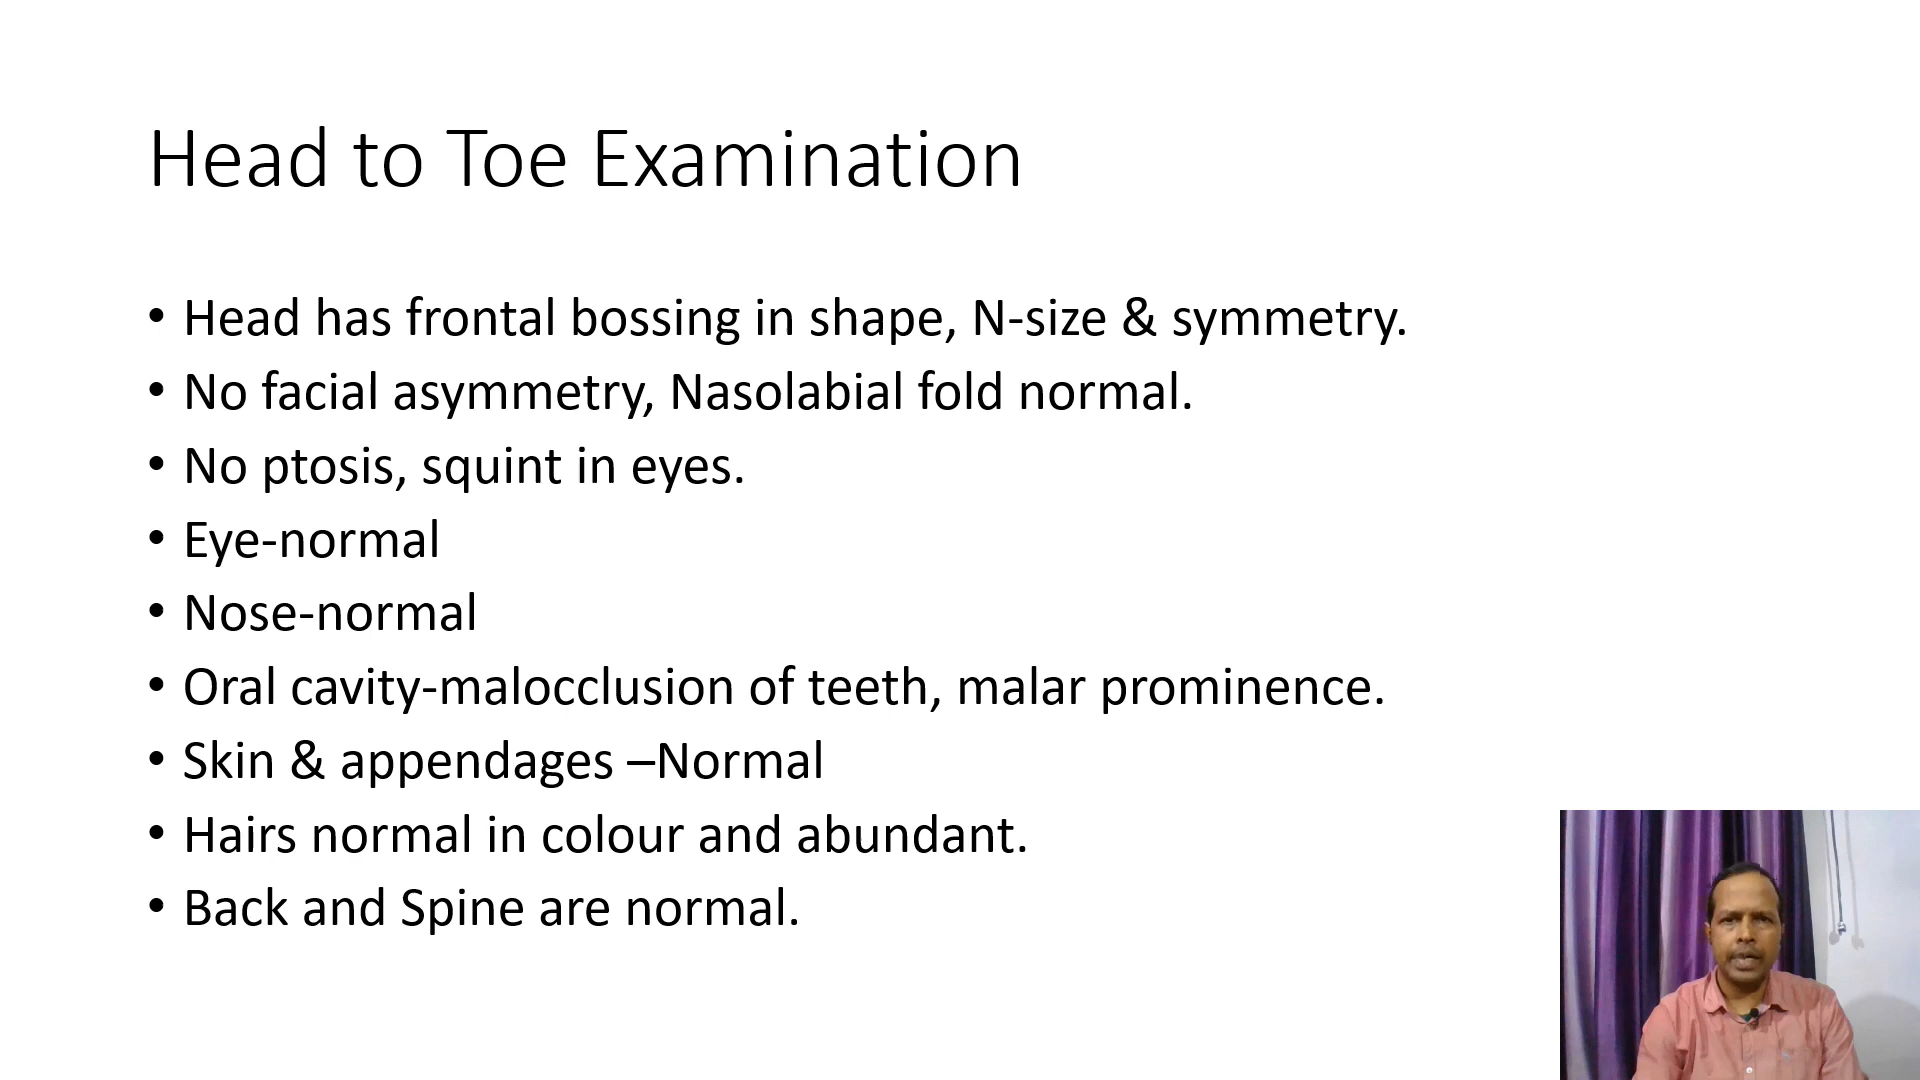 Head to Toe Examination
• Head has frontal bossing in shape, N-size & symmetry.
• No facial asymmetry, Nasolabial fold normal.
• No ptosis, squint in eyes.
• Eye-normal
• Nose-normal
• Oral cavity-malocclusion of teeth, malar prominence.
• Skin & appendages –Normal
• Hairs normal in colour and abundant.
• Back and Spine are normal.